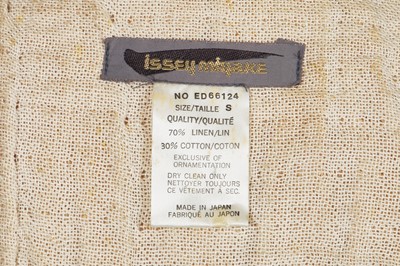 issey miyake
NO ED66124
SIZE/TAILLE S
QUALITY/QUALITÉ
70% LINEN/LIN
30% COTTON/COTON
EXCLUSIVE OF
ORNAMENTATION
DRY CLEAN ONLY
NETTOYER TOUJOURS
CE VÊTEMENT À SEC.
MADE IN JAPAN
FABRIQUÉ AU JAPON